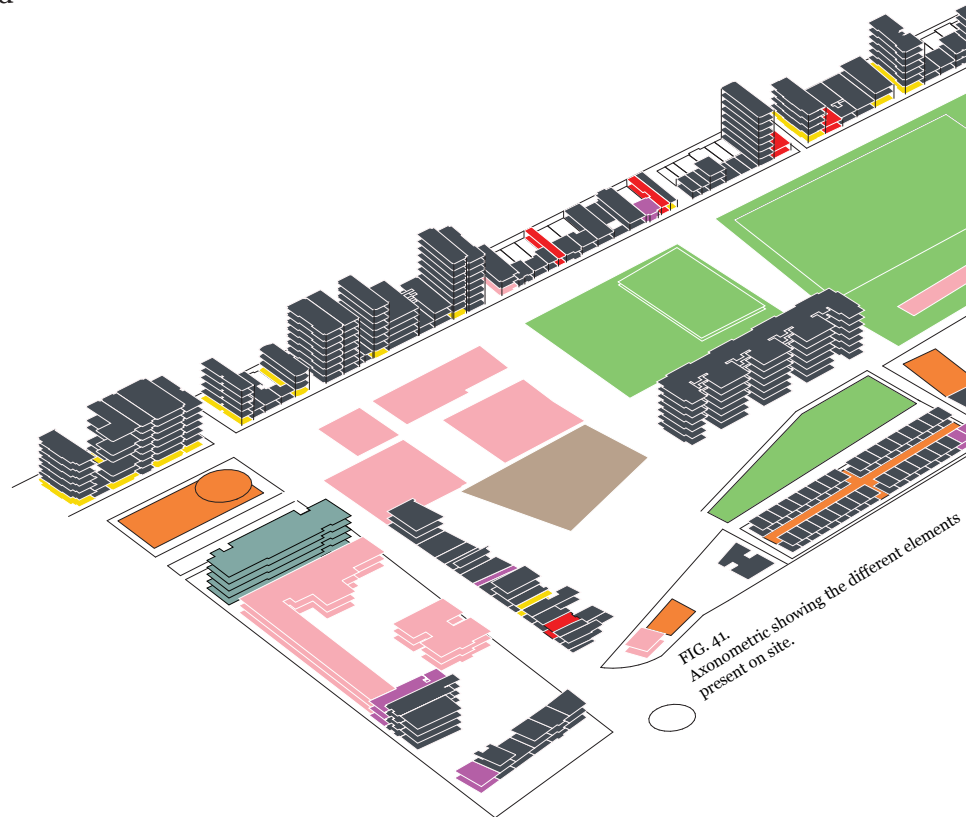 FIG. 41.
Axonometric showing the different elements
present on site.